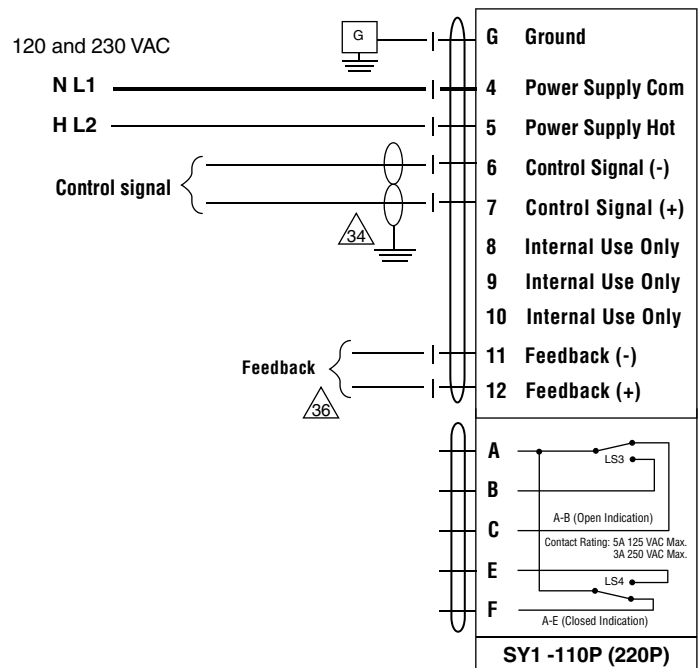 120 and 230 VAC
G
G Ground
N L1
4 Power Supply Com
H L2
5 Power Supply Hot
6 Control Signal (-)
Control signal
7 Control Signal (+)
34
8 Internal Use Only
9 Internal Use Only
10 Internal Use Only
11 Feedback (-)
Feedback
12 Feedback (+)
36
A
LS3
B
A-B (Open Indication)
C
Contact Rating: 5A 125 VAC Max.
3A 250 VAC Max.
E
LS4
F
A-E (Closed Indication)
SY1 -110P (220P)